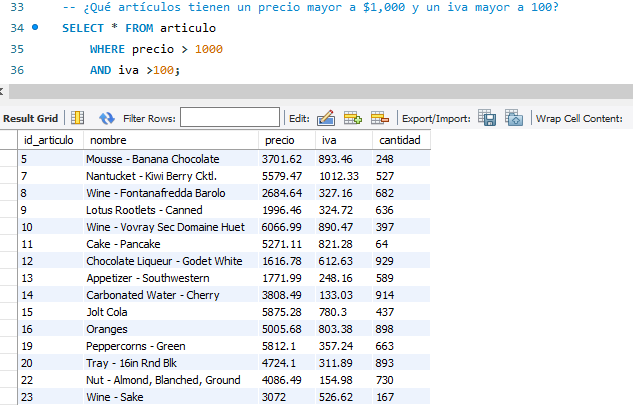 33 -- ¿Qué artículos tienen un precio mayor a $1,000 y un iva mayor a 100?
34 SELECT * FROM articulo
35 WHERE precio > 1000
36 AND iva >100;
Result Grid Filter Rows: Edit: Export/Import: Wrap Cell Content:
id_articulo nombre precio iva cantidad
5 Mousse - Banana Chocolate 3701.62 893.46 248
7 Nantucket - Kiwi Berry Cktl. 5579.47 1012.33 527
8 Wine - Fontanafredda Barolo 2684.64 327.16 682
9 Lotus Rootlets - Canned 1996.46 324.72 636
10 Wine - Vovray Sec Domaine Huet 6066.99 890.47 397
11 Cake - Pancake 5271.11 821.28 64
12 Chocolate Liqueur - Godet White 1616.78 612.63 929
13 Appetizer - Southwestern 1771.99 248.16 589
14 Carbonated Water - Cherry 3808.49 133.03 914
15 Jolt Cola 5875.28 780.3 437
16 Oranges 5005.68 803.38 898
19 Peppercorns - Green 5812.1 357.24 663
20 Tray - 16in Rnd Blk 4724.1 311.89 893
22 Nut - Almond, Blanched, Ground 4086.49 154.98 730
23 Wine - Sake 3072 526.62 167